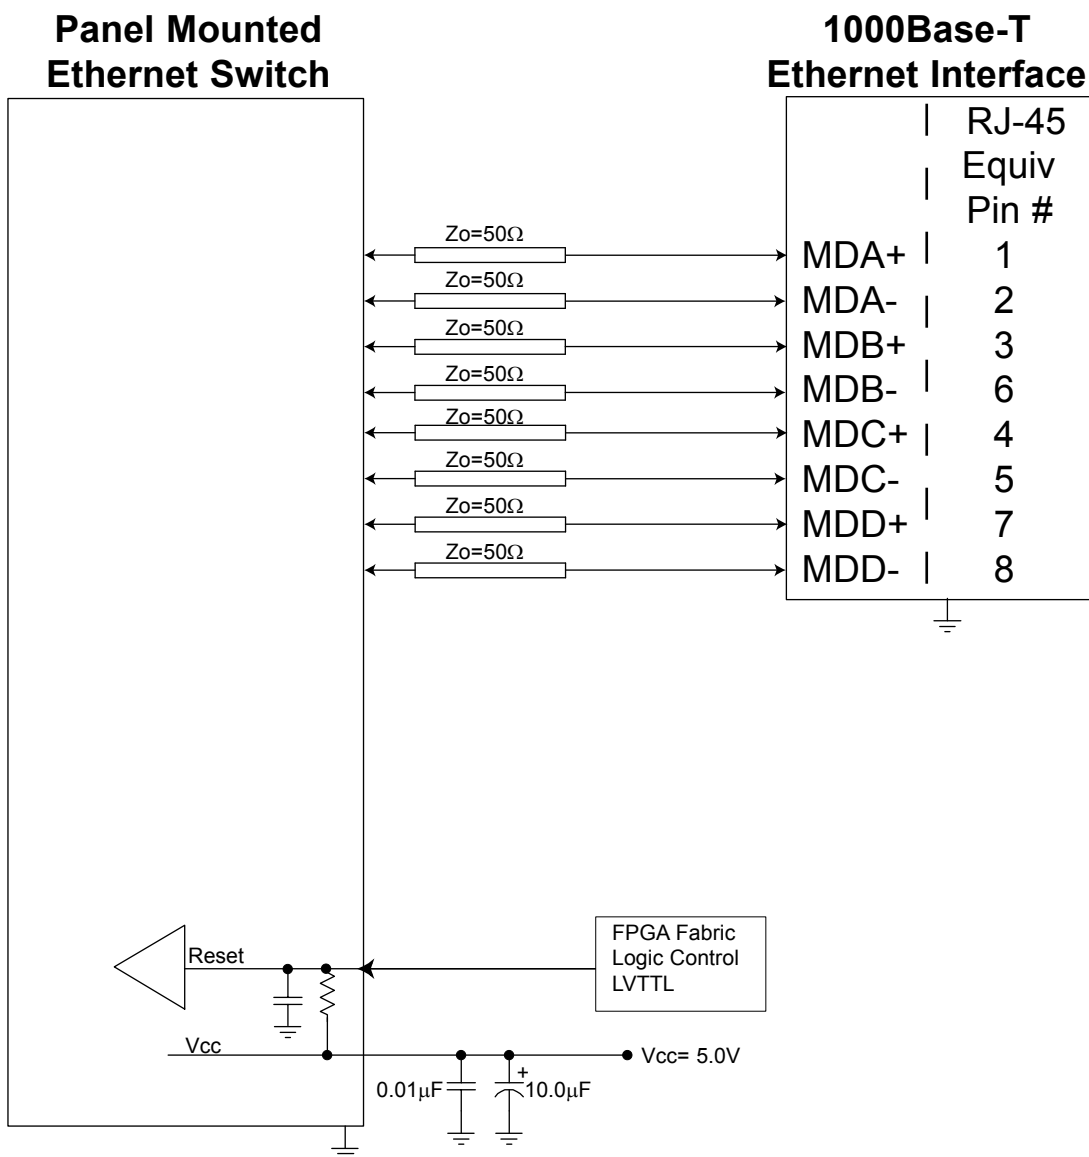 Panel Mounted
Ethernet Switch
1000Base-T
Ethernet Interface
RJ-45
Equiv
Pin #
Zo=50Ω
MDA+ 1
Zo=50Ω
MDA- 2
Zo=50Ω
MDB+ 3
Zo=50Ω
MDB- 6
Zo=50Ω
MDC+ 4
Zo=50Ω
MDC- 5
Zo=50Ω
MDD+ 7
Zo=50Ω
MDD- 8
FPGA Fabric
Logic Control
LVTTL
Reset
Vcc
Vcc= 5.0V
0.01μF
+
10.0μF